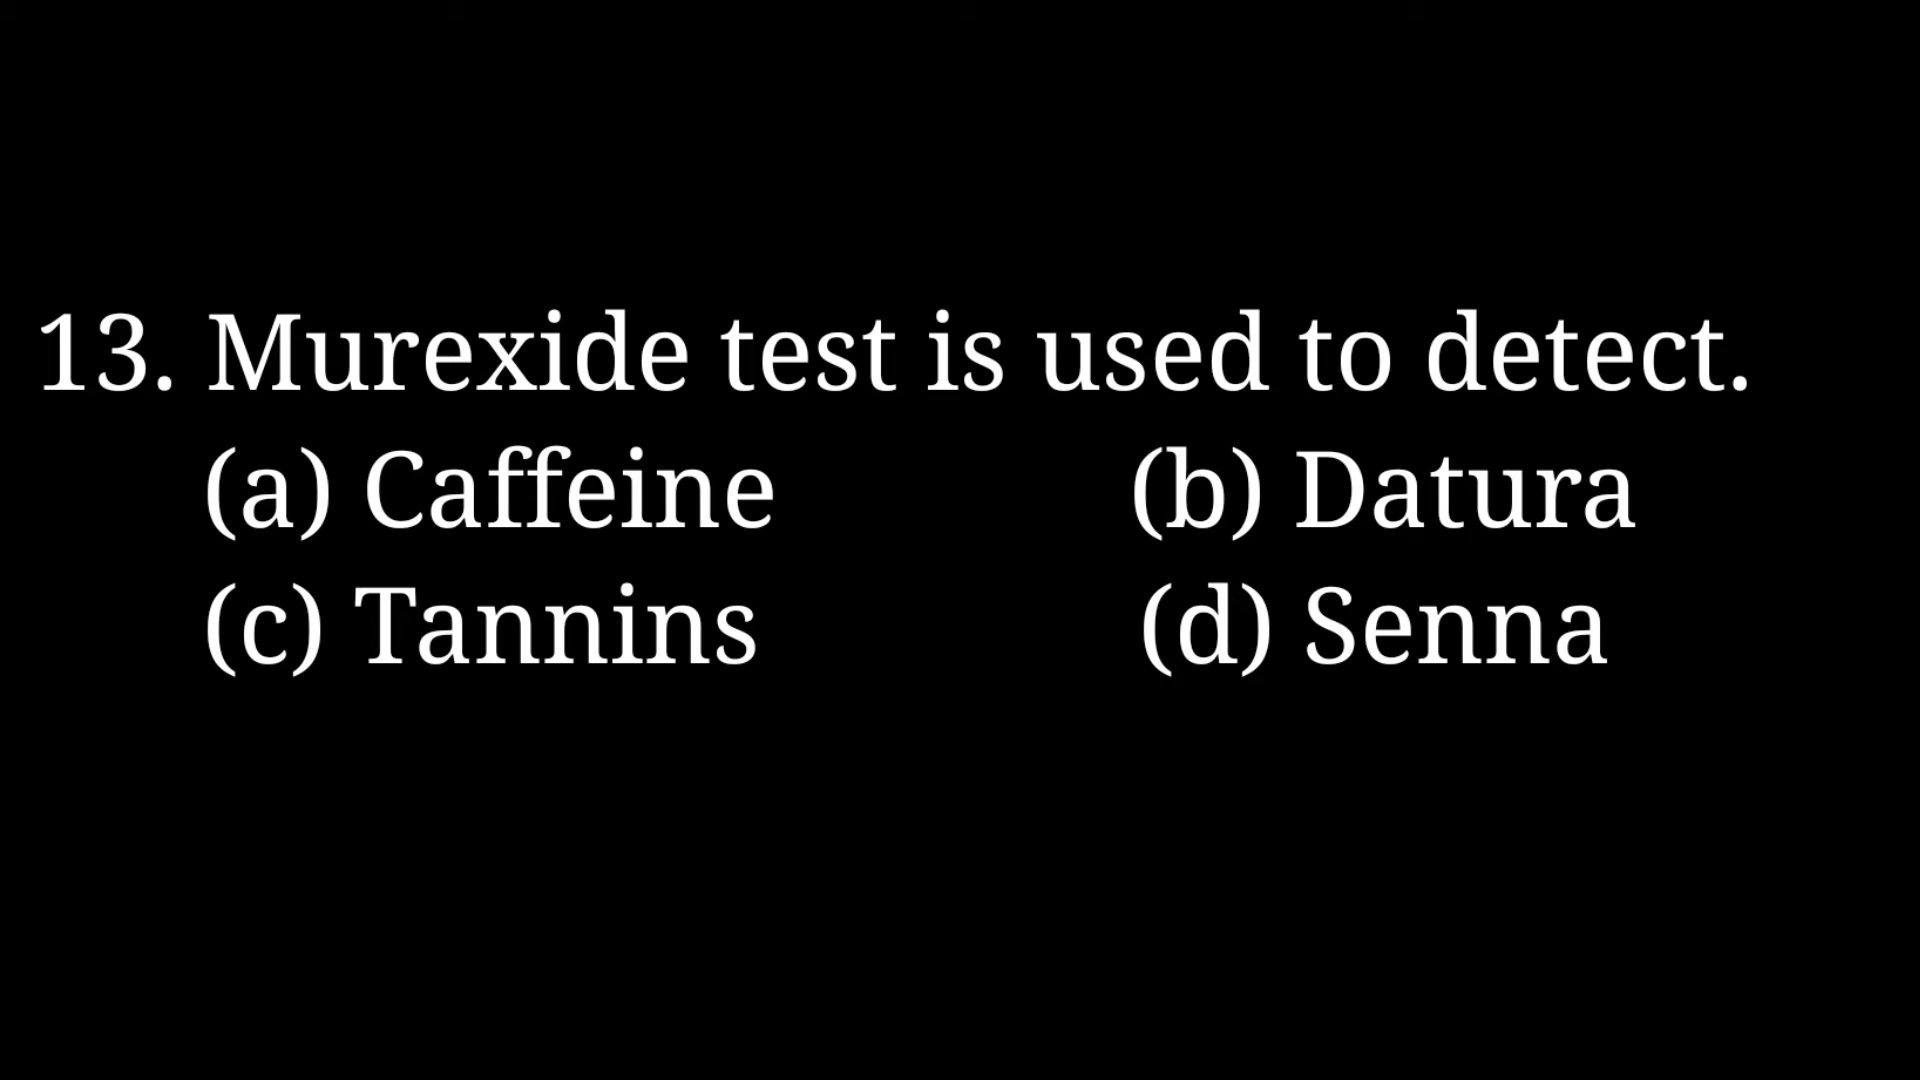 13. Murexide test is used to detect.
(a) Caffeine (b) Datura
(c) Tannins (d) Senna